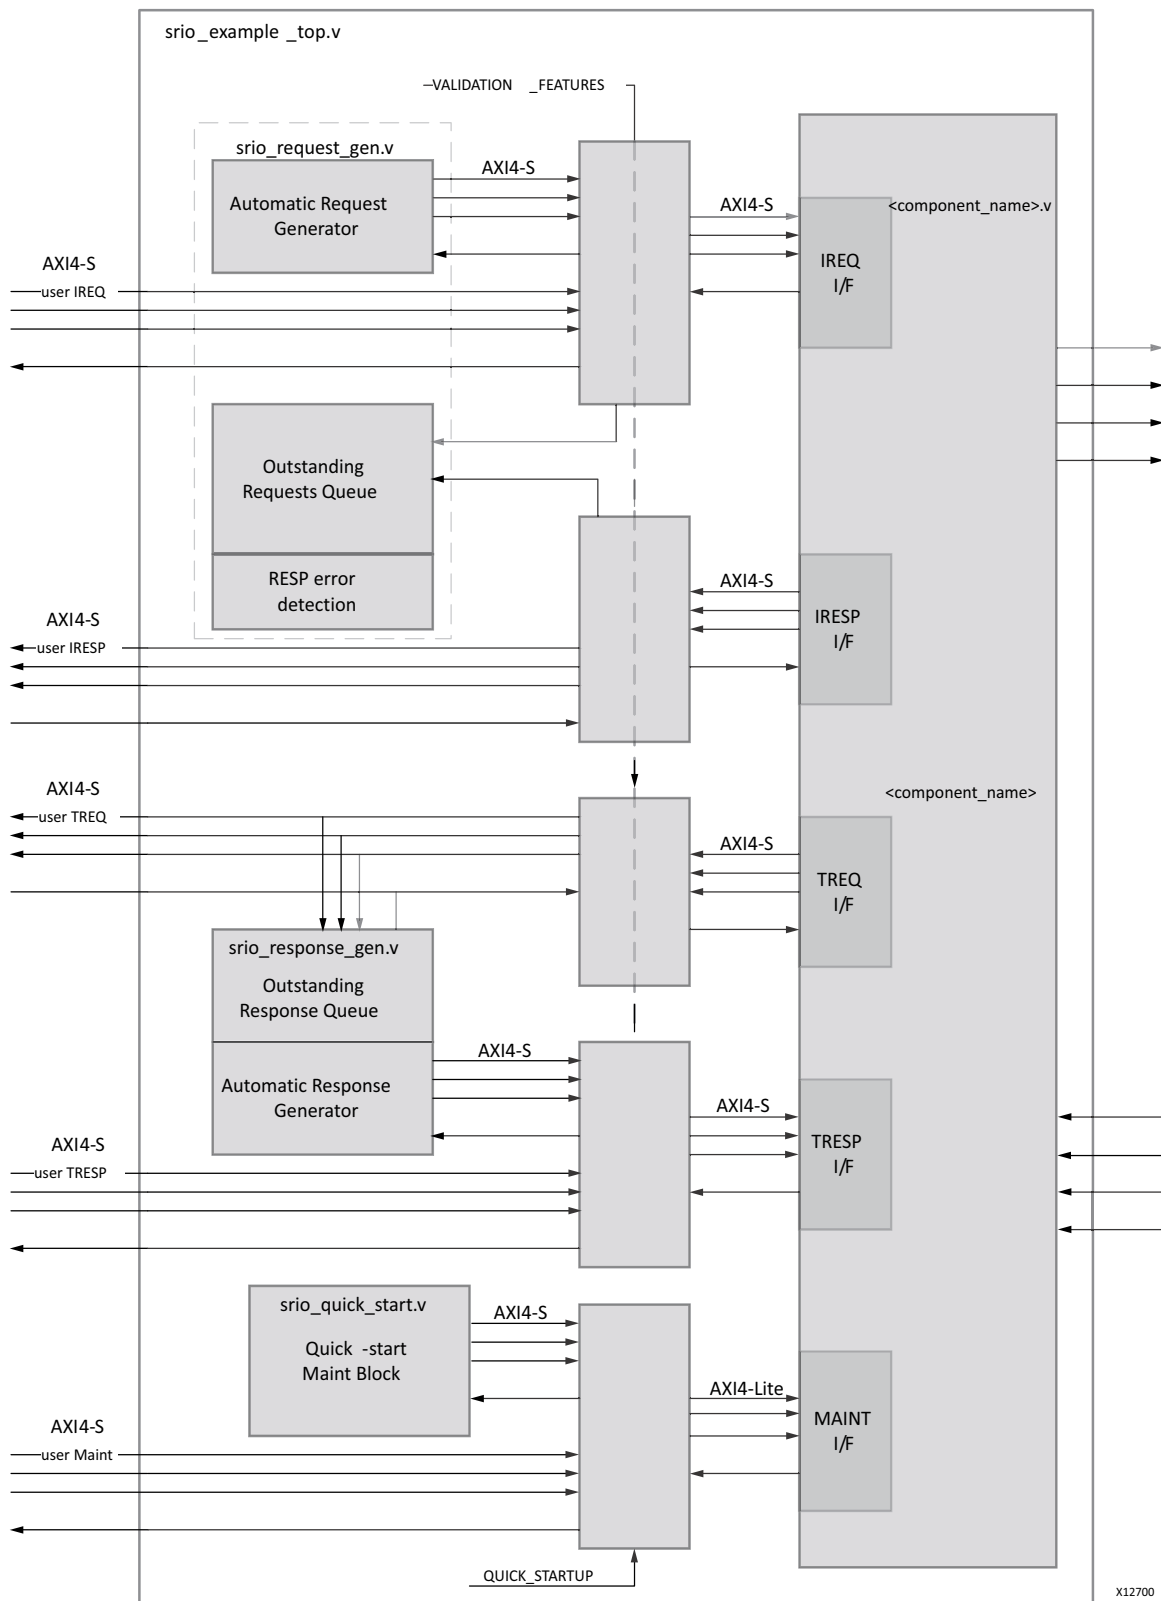 srio_example _top.v
VALIDATION _FEATURES
srio_request_gen.v
AXI4-S
Automatic Request
Generator
AXI4-S
<component_name>.v
IREQ
I/F
AXI4-S
user IREQ
Outstanding
Requests Queue
RESP error
detection
AXI4-S
IRESP
I/F
AXI4-S
user IRESP
AXI4-S
user TREQ
<component_name>
AXI4-S
TREQ
I/F
srio_response_gen.v
Outstanding
Response Queue
AXI4-S
Automatic Response
Generator
AXI4-S
TRESP
I/F
AXI4-S
user TRESP
srio_quick_start.v
AXI4-S
Quick -start
Maint Block
AXI4-Lite
MAINT
I/F
AXI4-S
user Maint
QUICK_STARTUP
X12700